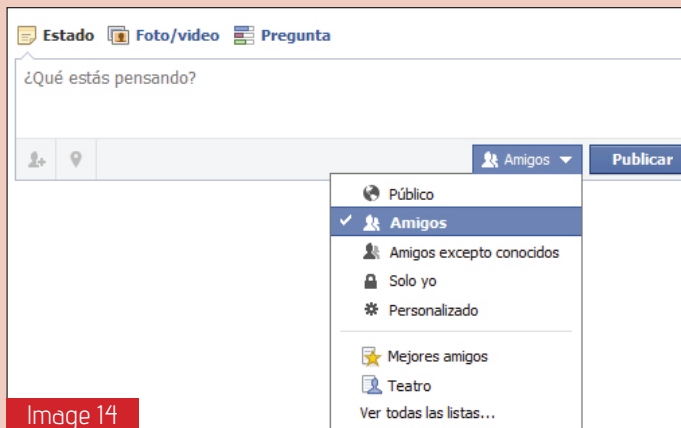 Estado Foto/video Pregunta
¿Qué estás pensando?
Amigos Publicar
Público
Amigos
Amigos excepto conocidos
Solo yo
Personalizado
Mejores amigos
Teatro
Ver todas las listas...
Image 14